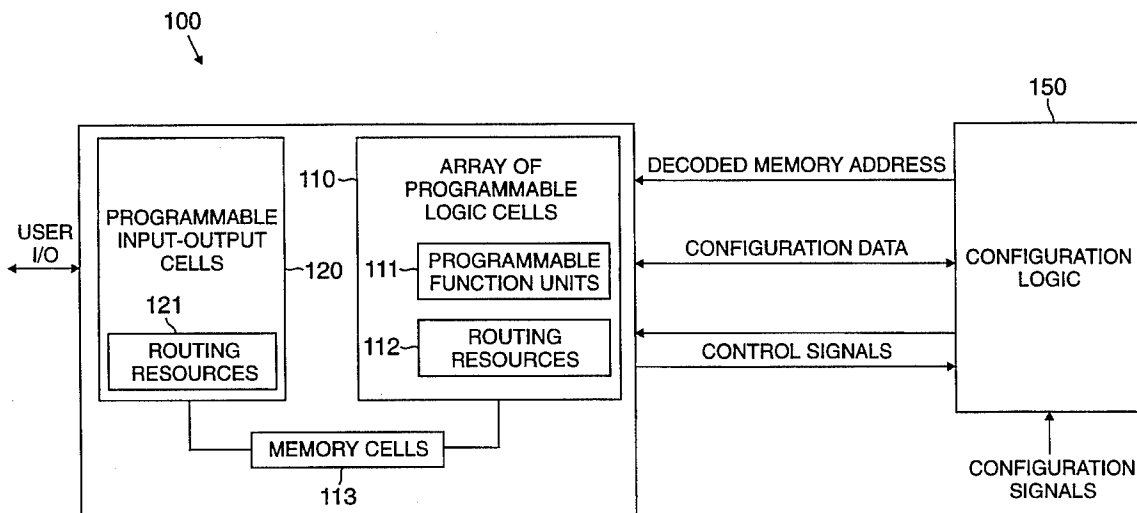 100
150
110
ARRAY OF
PROGRAMMABLE
LOGIC CELLS
DECODED MEMORY ADDRESS
PROGRAMMABLE
INPUT-OUTPUT
CELLS
USER
I/O
120
111
PROGRAMMABLE
FUNCTION UNITS
CONFIGURATION DATA
CONFIGURATION
LOGIC
121
ROUTING
RESOURCES
112
ROUTING
RESOURCES
CONTROL SIGNALS
MEMORY CELLS
113
CONFIGURATION
SIGNALS